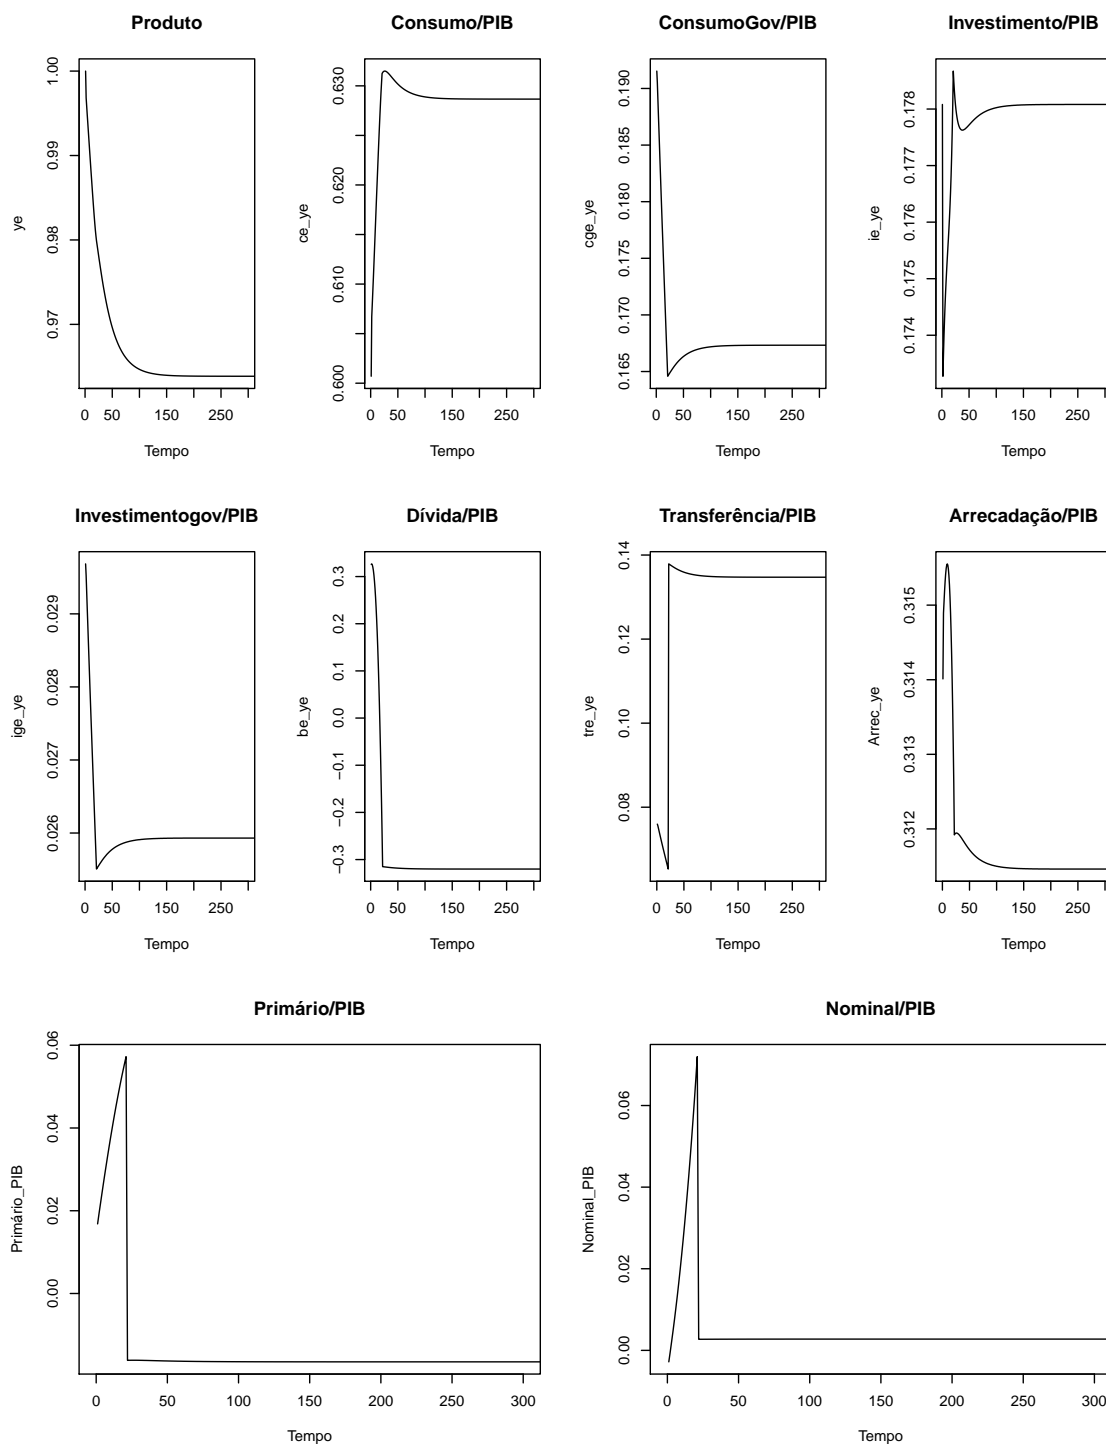 Produto
ye
1.00
0.99
0.98
0.97
0 50 150 250
Tempo
Consumo/PIB
ce_ye
0.630
0.620
0.610
0.600
0 50 150 250
Tempo
ConsumoGov/PIB
cge_ye
0.190
0.185
0.180
0.175
0.170
0.165
0 50 150 250
Tempo
Investimento/PIB
ie_ye
0.178
0.177
0.176
0.175
0.174
0 50 150 250
Tempo
Investimentogov/PIB
ige_ye
0.029
0.028
0.027
0.026
0 50 150 250
Tempo
Dívida/PIB
be_ye
0.3
0.2
0.1
0.0
−0.1
−0.2
−0.3
0 50 150 250
Tempo
Transferência/PIB
tre_ye
0.14
0.12
0.10
0.08
0 50 150 250
Tempo
Arrecadação/PIB
Arrec_ye
0.315
0.314
0.313
0.312
0 50 150 250
Tempo
Primário/PIB
Primário_PIB
0.06
0.04
0.02
0.00
0 50 100 150 200 250 300
Tempo
Nominal/PIB
Nominal_PIB
0.06
0.04
0.02
0.00
0 50 100 150 200 250 300
Tempo